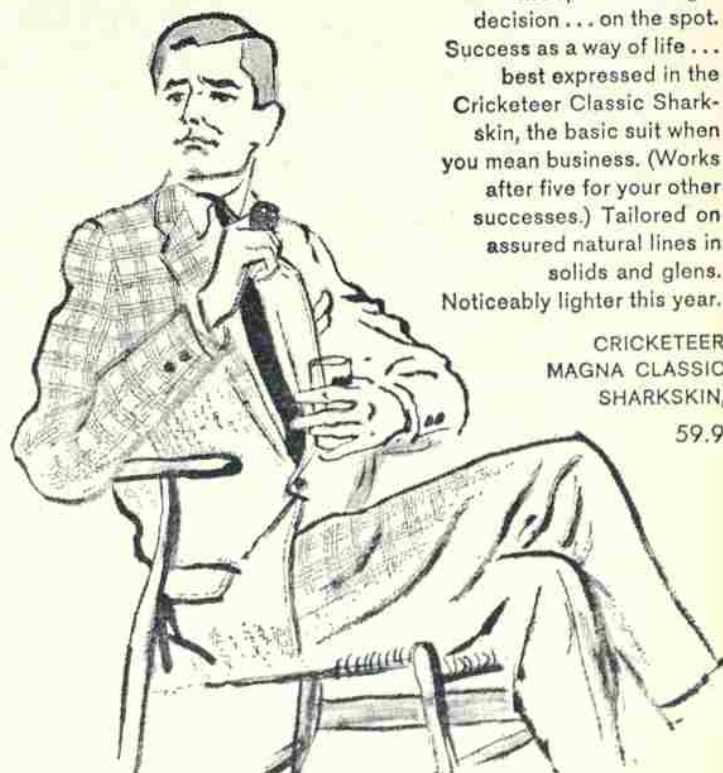 decision ... on the spot.
Success as a way of life ...
best expressed in the
Cricketeer Classic Shark-
skin, the basic suit when
you mean business. (Works
after five for your other
successes.) Tailored on
assured natural lines in
solids and glens.
Noticeably lighter this year.
CRICKETEER
MAGNA CLASSIC
SHARKSKIN,
59.9